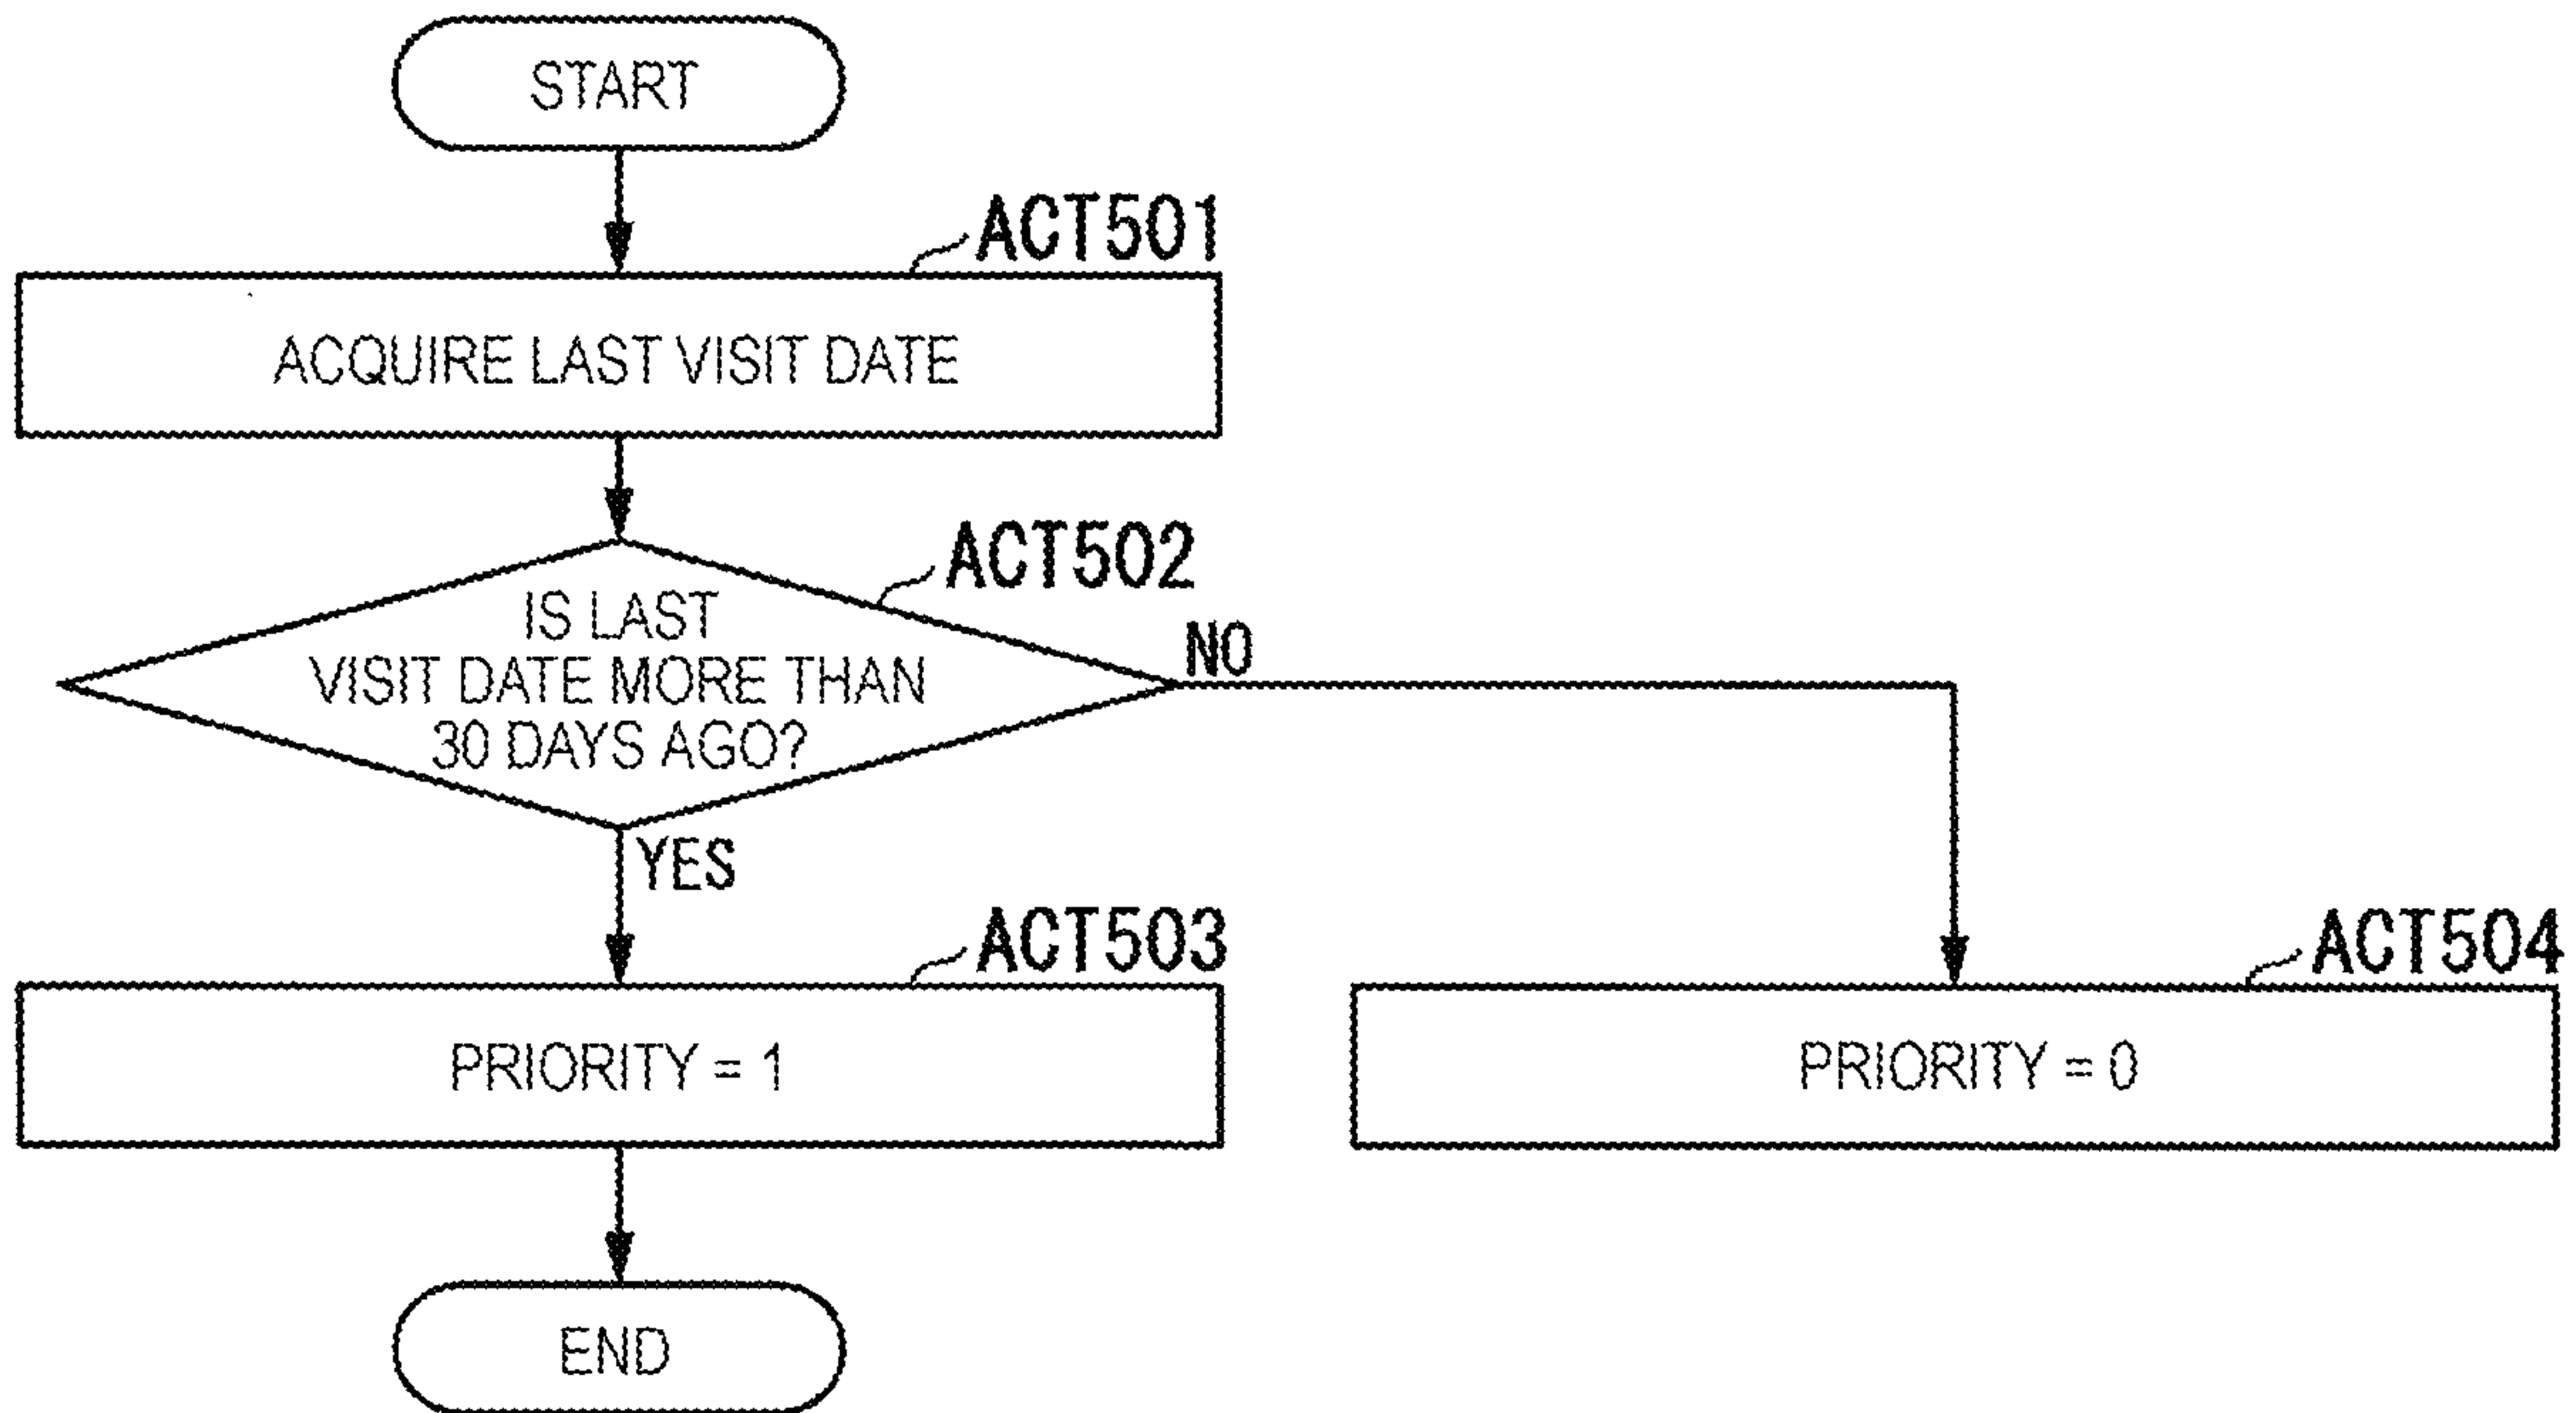 START
ACT501
ACQUIRE LAST VISIT DATE
ACT502
IS LAST
VISIT DATE MORE THAN
30 DAYS AGO?
NO
YES
ACT503
PRIORITY = 1
ACT504
PRIORITY = 0
END